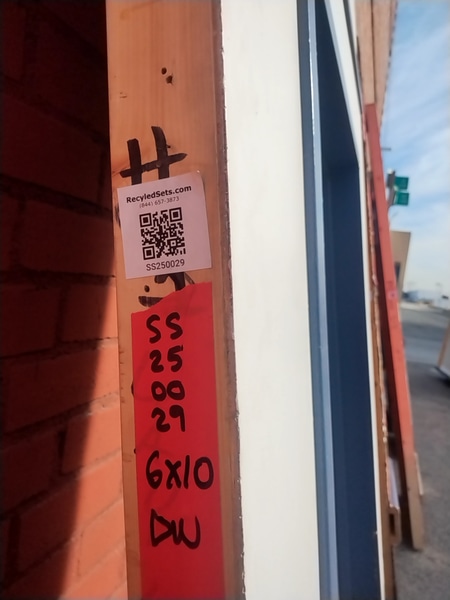 #
RecyledSets.com
(844) 657-3873
SS250029
SS
25
00
29
6X10
DW